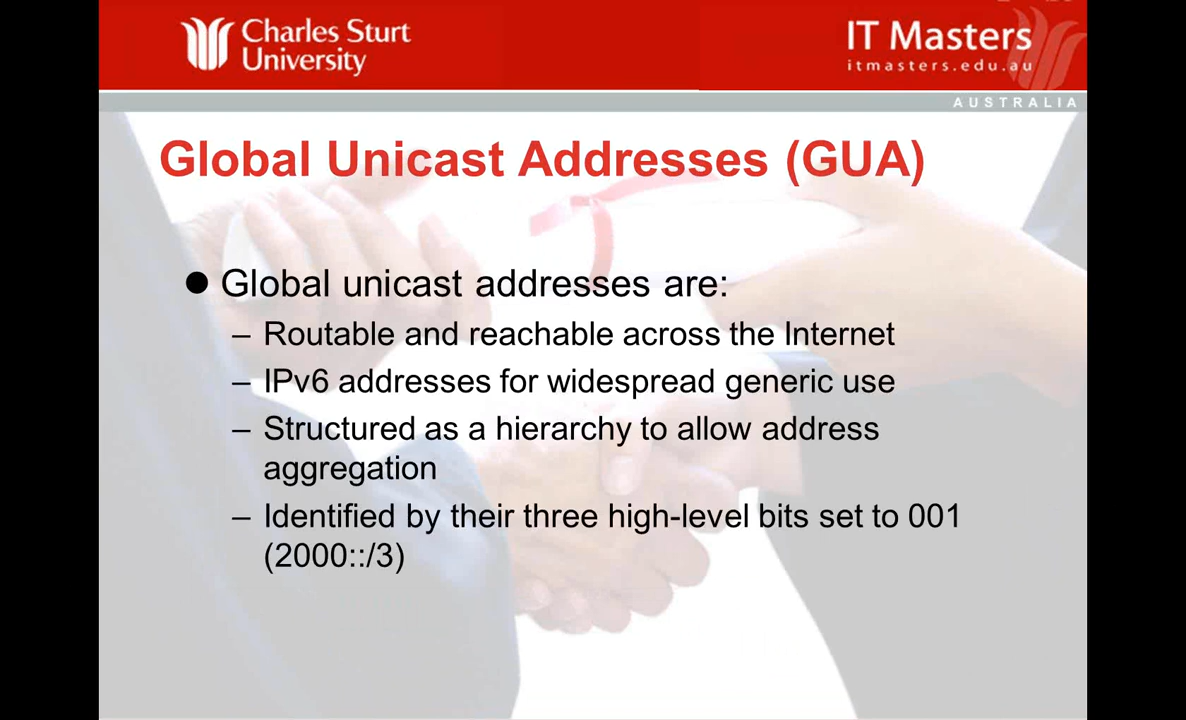 Charles Sturt
University
IT Masters
itmasters.edu.au
AUSTRALIA
Global Unicast Addresses (GUA)
● Global unicast addresses are:
– Routable and reachable across the Internet
– IPv6 addresses for widespread generic use
– Structured as a hierarchy to allow address
aggregation
– Identified by their three high-level bits set to 001
(2000::/3)